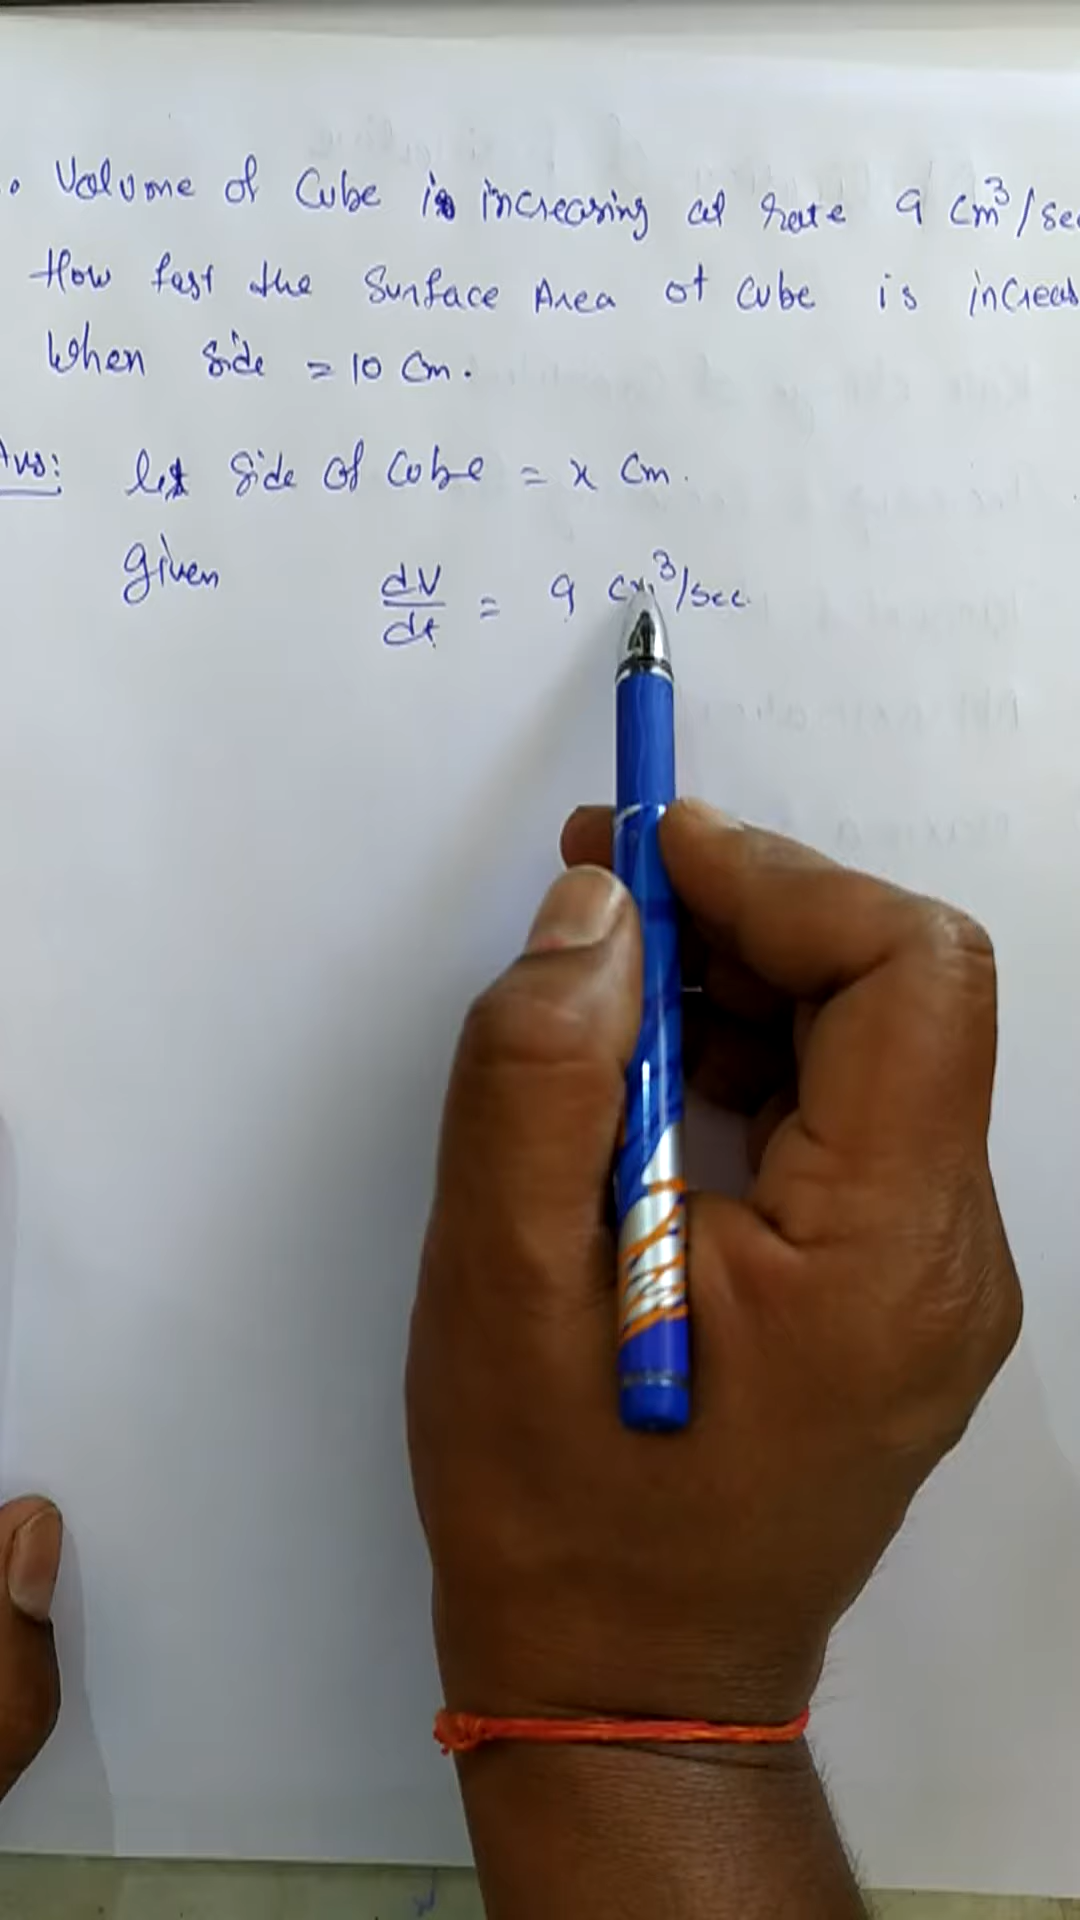 Volume of Cube is increasing at rate 9 cm³/sec
How fast the Surface Area of cube is increas
When side = 10 cm.
Ans: let side of cube = x cm.
given dV/dt = 9 cm³/sec.